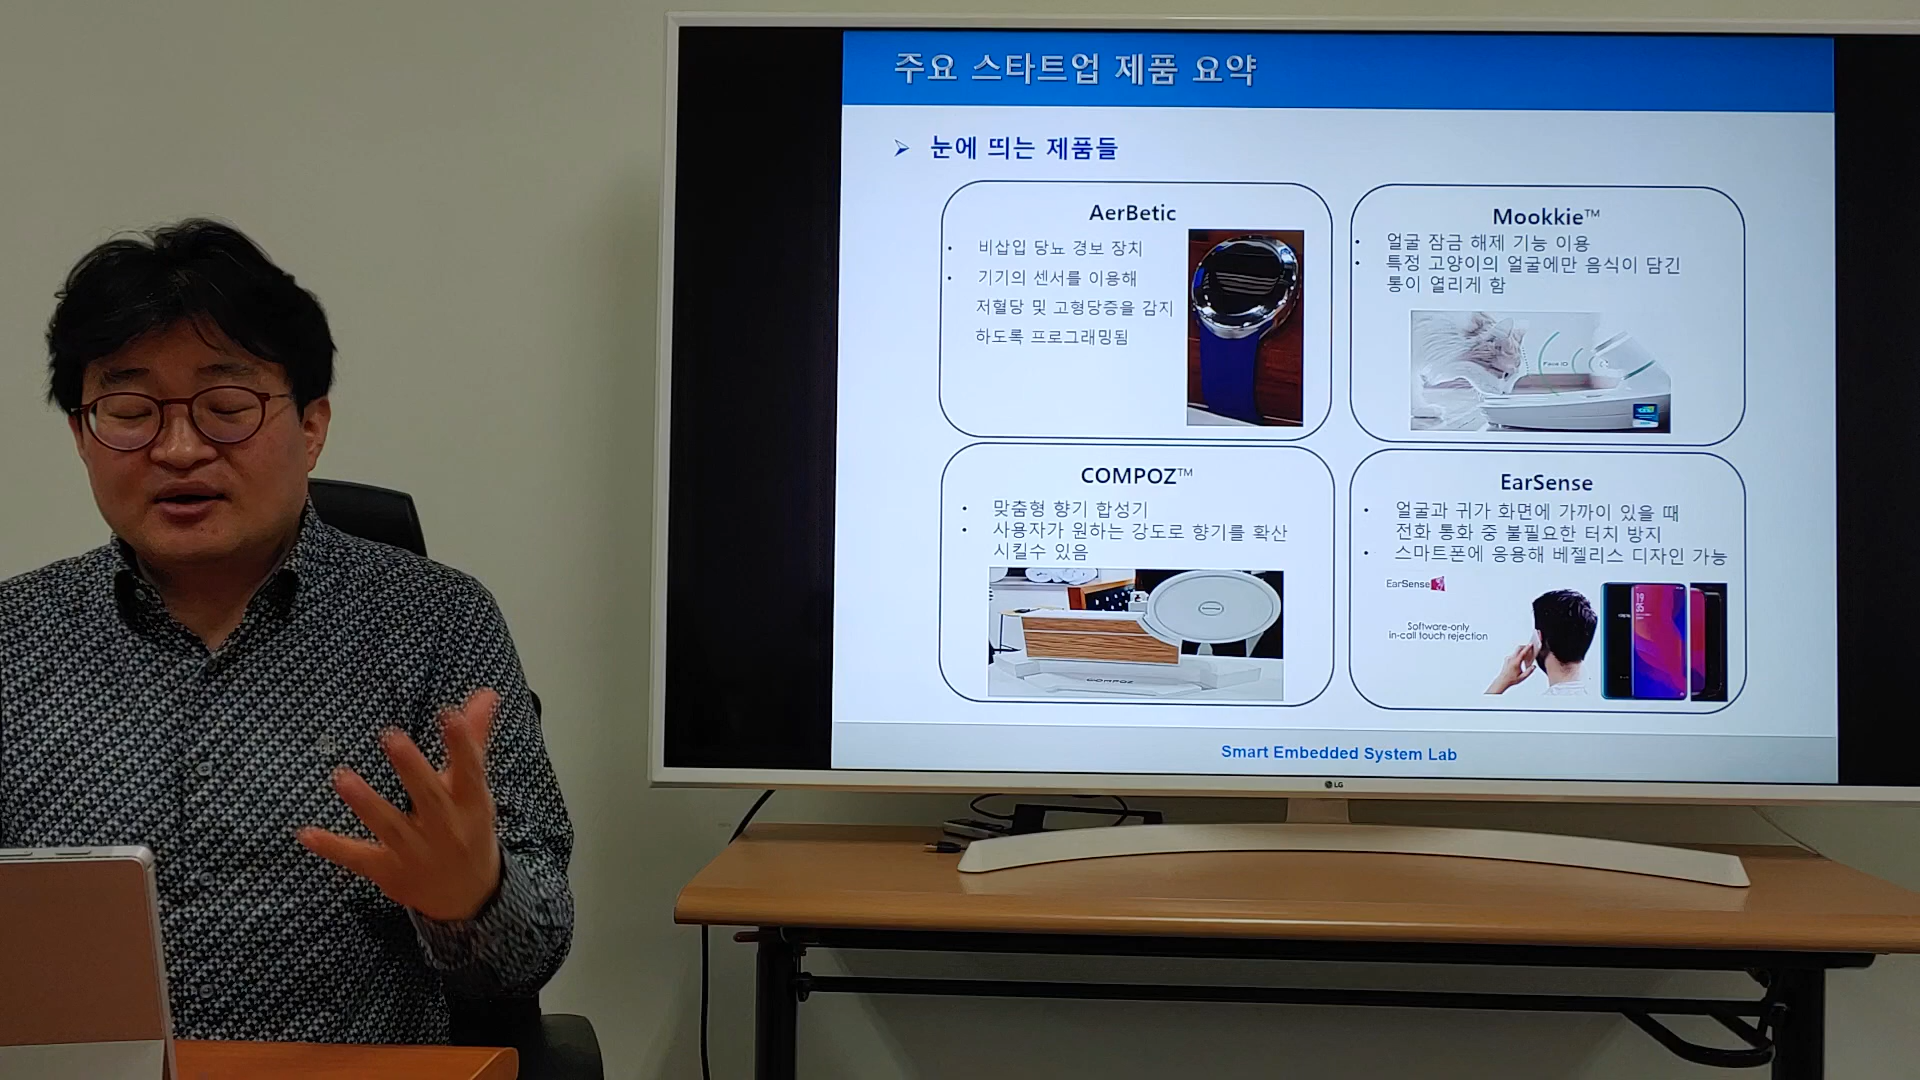 주요 스타트업 제품 요약
➢ 눈에 띄는 제품들
AerBetic
• 비삽입 당뇨 경보 장치
• 기기의 센서를 이용해
저혈당 및 고형당증을 감지
하도록 프로그래밍됨
Mookkie™
• 얼굴 잠금 해제 기능 이용
• 특정 고양이의 얼굴에만 음식이 담긴
통이 열리게 함
Face ID
COMPOZ™
• 맞춤형 향기 합성기
• 사용자가 원하는 강도로 향기를 확산
시킬수 있음
COMPOZ
EarSense
• 얼굴과 귀가 화면에 가까이 있을 때
전화 통화 중 불필요한 터치 방지
• 스마트폰에 응용해 베젤리스 디자인 가능
EarSense
Software-only
in-call touch rejection
19
35
Smart Embedded System Lab
LG